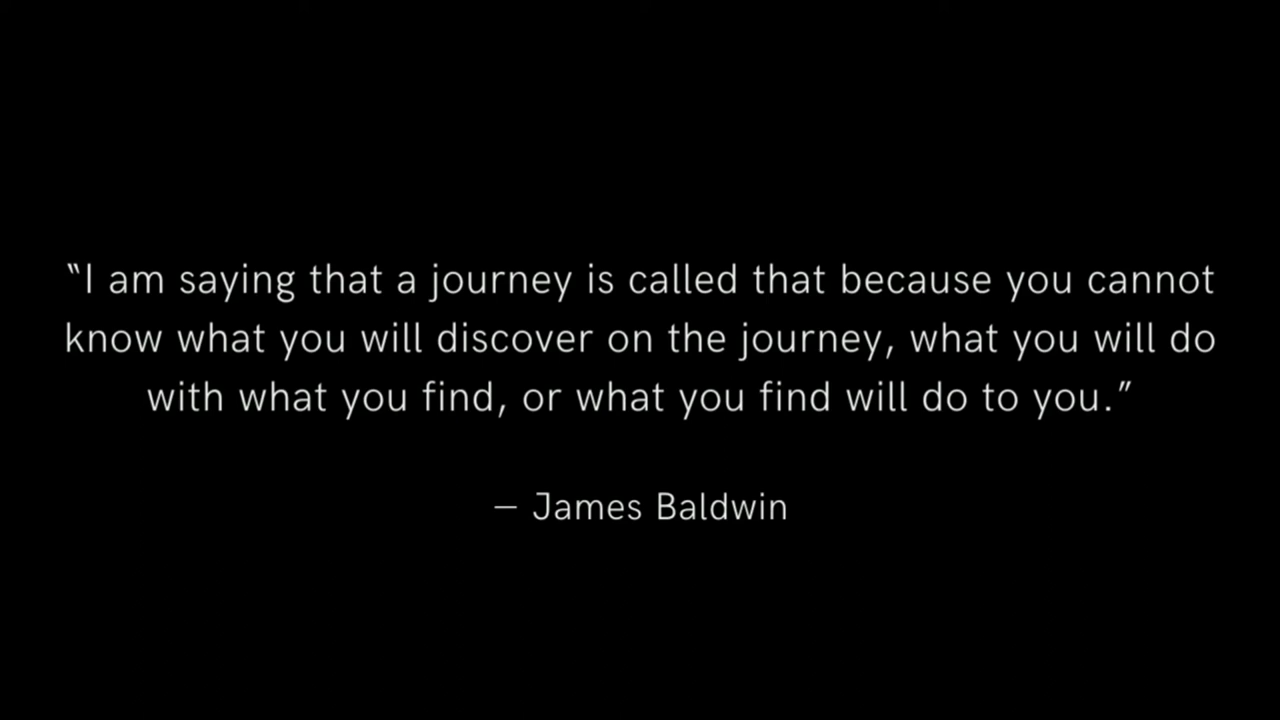 “I am saying that a journey is called that because you cannot
know what you will discover on the journey, what you will do
with what you find, or what you find will do to you.”
– James Baldwin